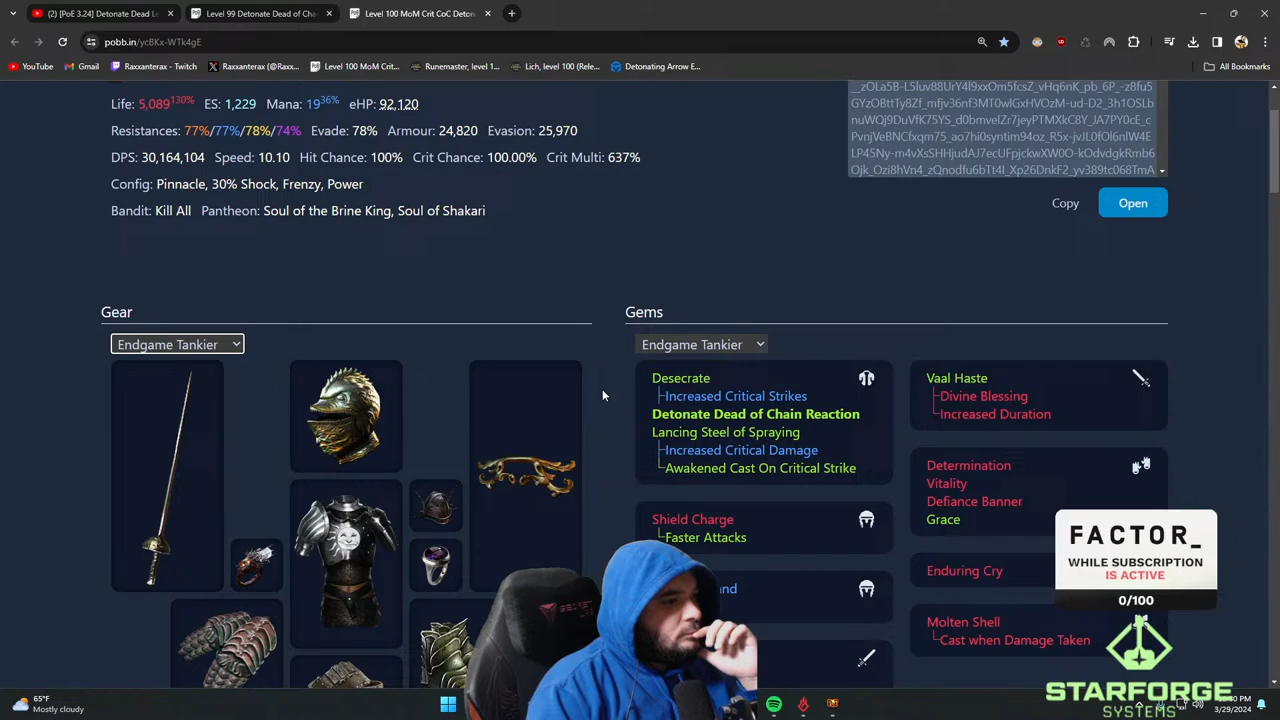 (2) [PoE 3.24] Detonate Dead Le
Level 99 Detonate Dead of Cha
Level 100 MoM Crit CoC Deton
pobb.in/ycBKx-WTk4gE
YouTube
Gmail
Raxxanterax - Twitch
Raxxanterax (@Raxx...
Level 100 MoM Crit...
Runemaster, level 1...
Lich, level 100 (Rele...
Detonating Arrow E...
All Bookmarks
Life: 5,089 130% ES: 1,229 Mana: 19 36% eHP: 92,120
Resistances: 77%/77%/78%/74% Evade: 78% Armour: 24,820 Evasion: 25,970
DPS: 30,164,104 Speed: 10.10 Hit Chance: 100% Crit Chance: 100.00% Crit Multi: 637%
Config: Pinnacle, 30% Shock, Frenzy, Power
Bandit: Kill All Pantheon: Soul of the Brine King, Soul of Shakari
Copy
Open
Gear
Endgame Tankier
Gems
Endgame Tankier
Desecrate
Increased Critical Strikes
Detonate Dead of Chain Reaction
Lancing Steel of Spraying
Increased Critical Damage
Awakened Cast On Critical Strike
Shield Charge
Faster Attacks
Vaal Haste
Divine Blessing
Increased Duration
Determination
Vitality
Defiance Banner
Grace
Enduring Cry
Molten Shell
Cast when Damage Taken
FACTOR_
WHILE SUBSCRIPTION
IS ACTIVE
0/100
STARFORGE
SYSTEMS
65°F
Mostly cloudy
3/29/2024